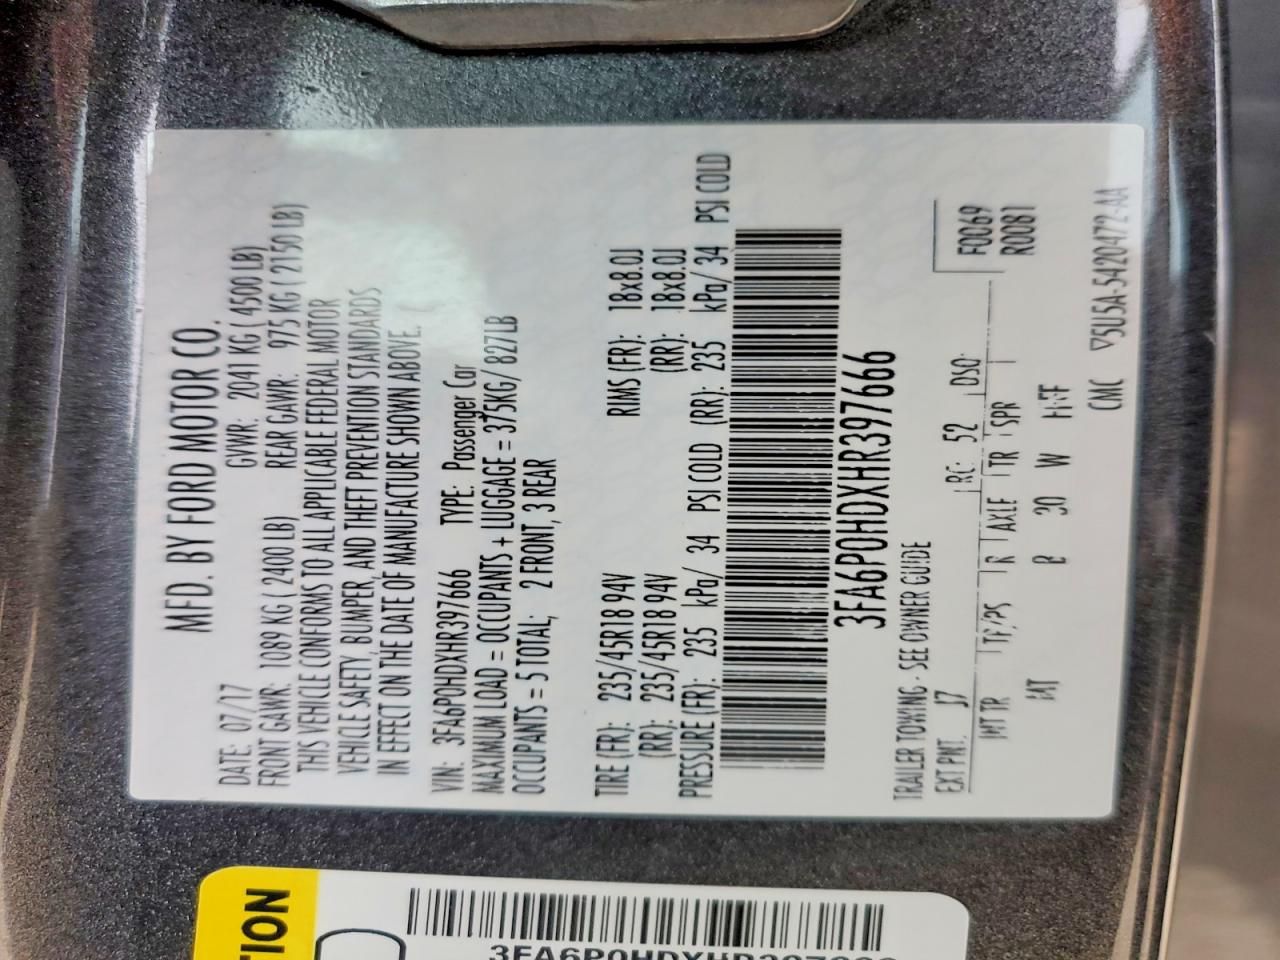 MFD. BY FORD MOTOR CO.
DATE: 07/17 GVWR: 2041 KG ( 4500 LB)
FRONT GAWR: 1089 KG ( 2400 LB) REAR GAWR: 975 KG ( 2150 LB)
THIS VEHICLE CONFORMS TO ALL APPLICABLE FEDERAL MOTOR
VEHICLE SAFETY, BUMPER, AND THEFT PREVENTION STANDARDS
IN EFFECT ON THE DATE OF MANUFACTURE SHOWN ABOVE.
VIN: 3FA6P0HDXHR397666 TYPE: Passenger Car
MAXIMUM LOAD = OCCUPANTS + LUGGAGE = 375KG/ 827LB
OCCUPANTS = 5 TOTAL; 2 FRONT, 3 REAR
TIRE (FR): 235/45R18 94V RIMS (FR): 18x8.0J
(RR): 235/45R18 94V (RR): 18x8.0J
PRESSURE (FR): 235 kPa/ 34 PSI COLD (RR): 235 kPa/ 34 PSI COLD
3FA6P0HDXHR397666
TRAILER TOWING - SEE OWNER GUIDE
EXT PNT: J7 RC: 52 DSO:
F0069
INT TR TP/PS R AXLE TR SPR
R0081
B 30 W
CMC ▽5U5A-5420472-AA
TION